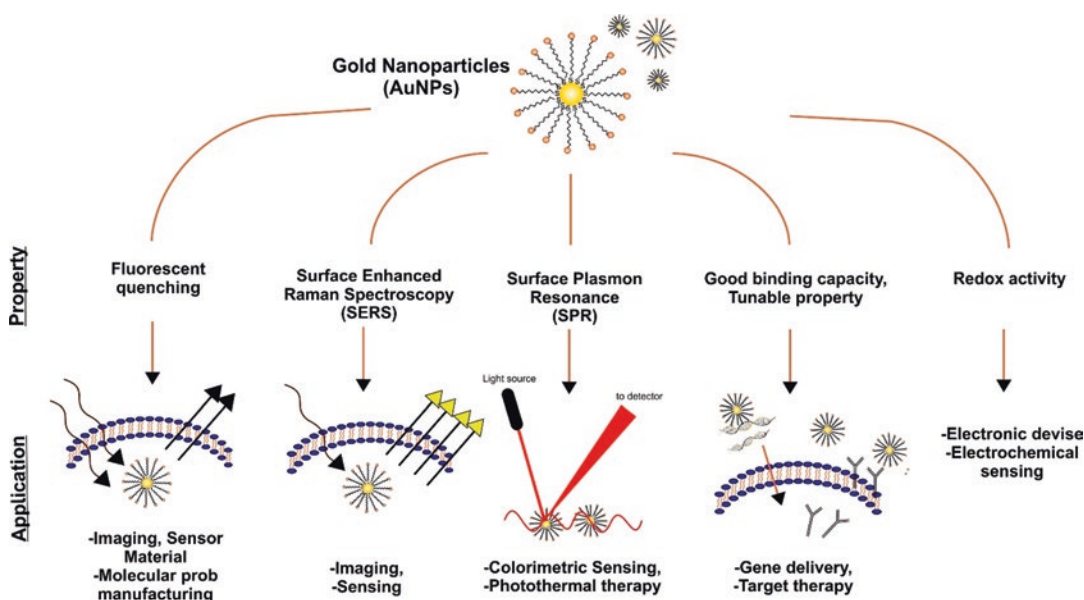 Gold Nanoparticles
(AuNPs)
Property
Fluorescent
quenching
Surface Enhanced
Raman Spectroscopy
(SERS)
Surface Plasmon
Resonance
(SPR)
Good binding capacity,
Tunable property
Redox activity
Application
Light source
to detector
-Imaging, Sensor
Material
-Molecular prob
manufacturing
-Imaging,
-Sensing
-Colorimetric Sensing,
-Photothermal therapy
-Gene delivery,
-Target therapy
-Electronic devise
-Electrochemical
sensing